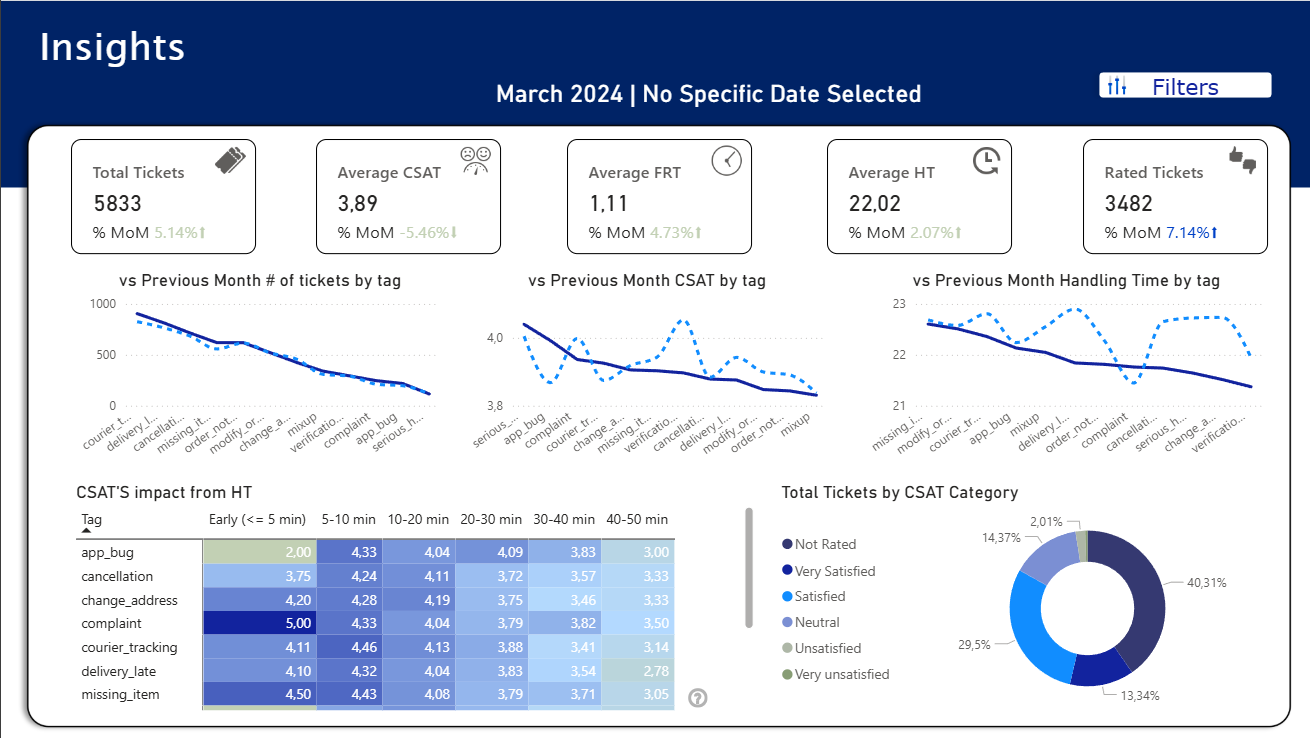 Insights
March 2024 | No Specific Date Selected
Filters
Total Tickets
5833
% MoM 5.14%⬆
Average CSAT
3,89
% MoM -5.46%⬇
Average FRT
1,11
% MoM 4.73%⬆
Average HT
22,02
% MoM 2.07%⬆
Rated Tickets
3482
% MoM 7.14%⬆
vs Previous Month # of tickets by tag
1000
500
0
courier_t...
delivery_l...
cancellati...
missing_it...
order_not...
modify_or...
change_a...
mixup
verificatio...
complaint
app_bug
serious_h...
vs Previous Month CSAT by tag
4,0
3,8
serious_...
app_bug
complaint
courier_tr...
change_a...
missing_it...
verificatio...
cancellati...
delivery_l...
modify_or...
order_not...
mixup
vs Previous Month Handling Time by tag
23
22
21
missing_i...
modify_or...
courier_tr...
app_bug
mixup
delivery_l...
order_not...
complaint
cancellati...
serious_h...
change_a...
verificatio...
CSAT'S impact from HT
Tag Early (<= 5 min) 5-10 min 10-20 min 20-30 min 30-40 min 40-50 min
app_bug 2,00 4,33 4,04 4,09 3,83 3,00
cancellation 3,75 4,24 4,11 3,72 3,57 3,33
change_address 4,20 4,28 4,19 3,75 3,46 3,33
complaint 5,00 4,33 4,04 3,79 3,82 3,50
courier_tracking 4,11 4,46 4,13 3,88 3,41 3,14
delivery_late 4,10 4,32 4,04 3,83 3,54 2,78
missing_item 4,50 4,43 4,08 3,79 3,71 3,05
?
Total Tickets by CSAT Category
Not Rated
Very Satisfied
Satisfied
Neutral
Unsatisfied
Very unsatisfied
2,01%
14,37%
40,31%
29,5%
13,34%